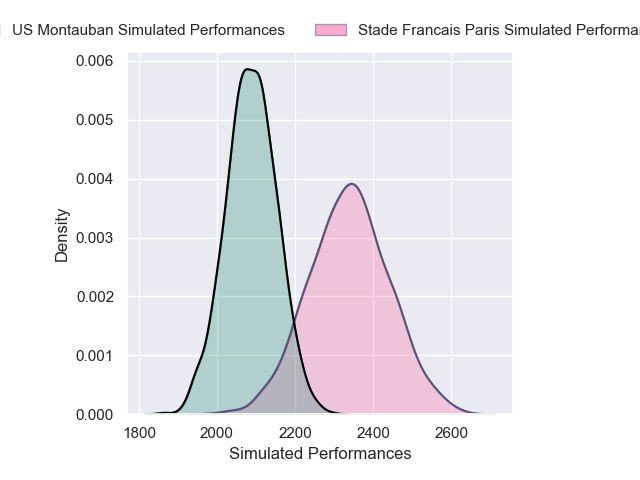 US Montauban Simulated Performances
Stade Francais Paris Simulated
0.006
0.005
0.004
0.003
0.002
0.001
0.000
Density
1800 2000 2200 2400 2600
Simulated Performances